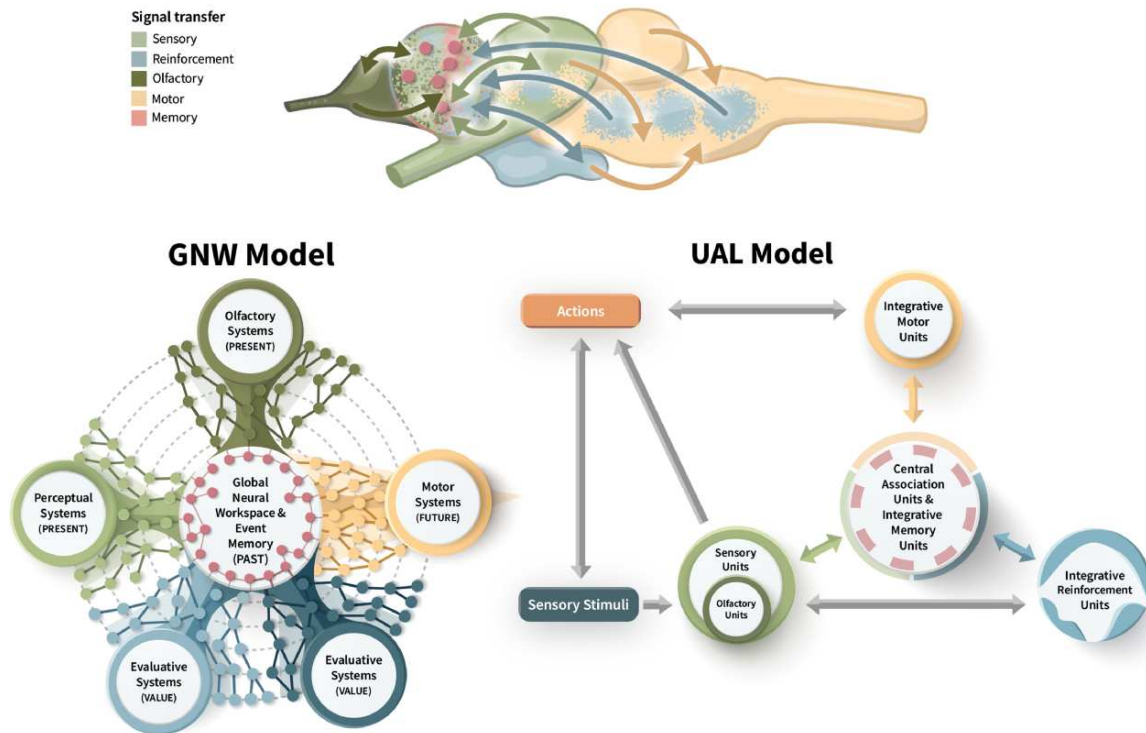 Signal transfer
Sensory
Reinforcement
Olfactory
Motor
Memory
GNW Model
Olfactory
Systems
(PRESENT)
Perceptual
Systems
(PRESENT)
Global
Neural
Workspace &
Event
Memory
(PAST)
Motor
Systems
(FUTURE)
Evaluative
Systems
(VALUE)
Evaluative
Systems
(VALUE)
UAL Model
Actions
Integrative
Motor
Units
Central
Association
Units &
Integrative
Memory
Units
Sensory
Units
Olfactory
Units
Sensory Stimuli
Integrative
Reinforcement
Units